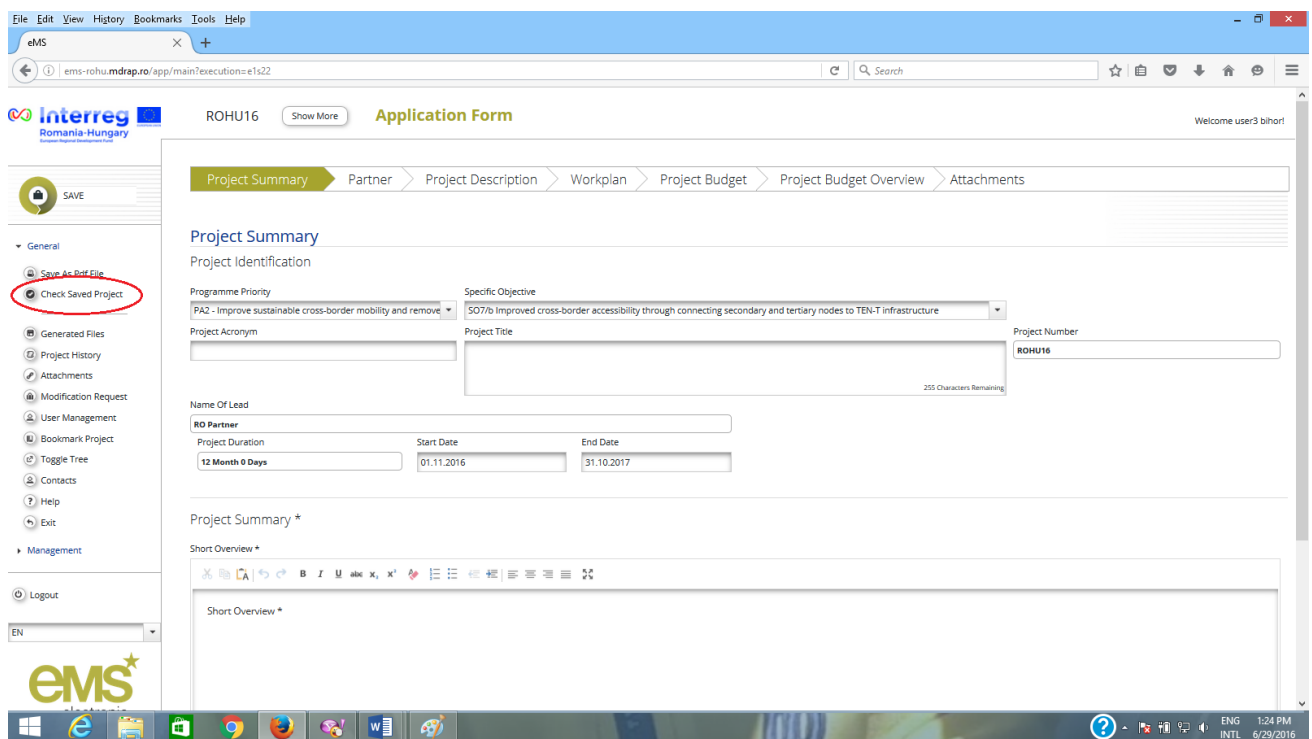 File Edit View History Bookmarks Tools Help
eMS
ems-rohu.mdrap.ro/app/main?execution=e1s22
Search
Interreg
Romania-Hungary
European Regional Development Fund
ROHU16 Show More Application Form
Welcome user3 bihor!
SAVE
General
Save As Pdf File
Check Saved Project
Generated Files
Project History
Attachments
Modification Request
User Management
Bookmark Project
Toggle Tree
Contacts
Help
Exit
Management
Logout
EN
eMS
electronic
Project Summary Partner Project Description Workplan Project Budget Project Budget Overview Attachments
Project Summary
Project Identification
Programme Priority Specific Objective
PA2 - Improve sustainable cross-border mobility and remove SO7/b Improved cross-border accessibility through connecting secondary and tertiary nodes to TEN-T infrastructure
Project Acronym Project Title Project Number
ROHU16
255 Characters Remaining
Name Of Lead
RO Partner
Project Duration Start Date End Date
12 Month 0 Days 01.11.2016 31.10.2017
Project Summary *
Short Overview *
B I U abc x, x'
Short Overview *
ENG 1:24 PM
INTL 6/29/2016